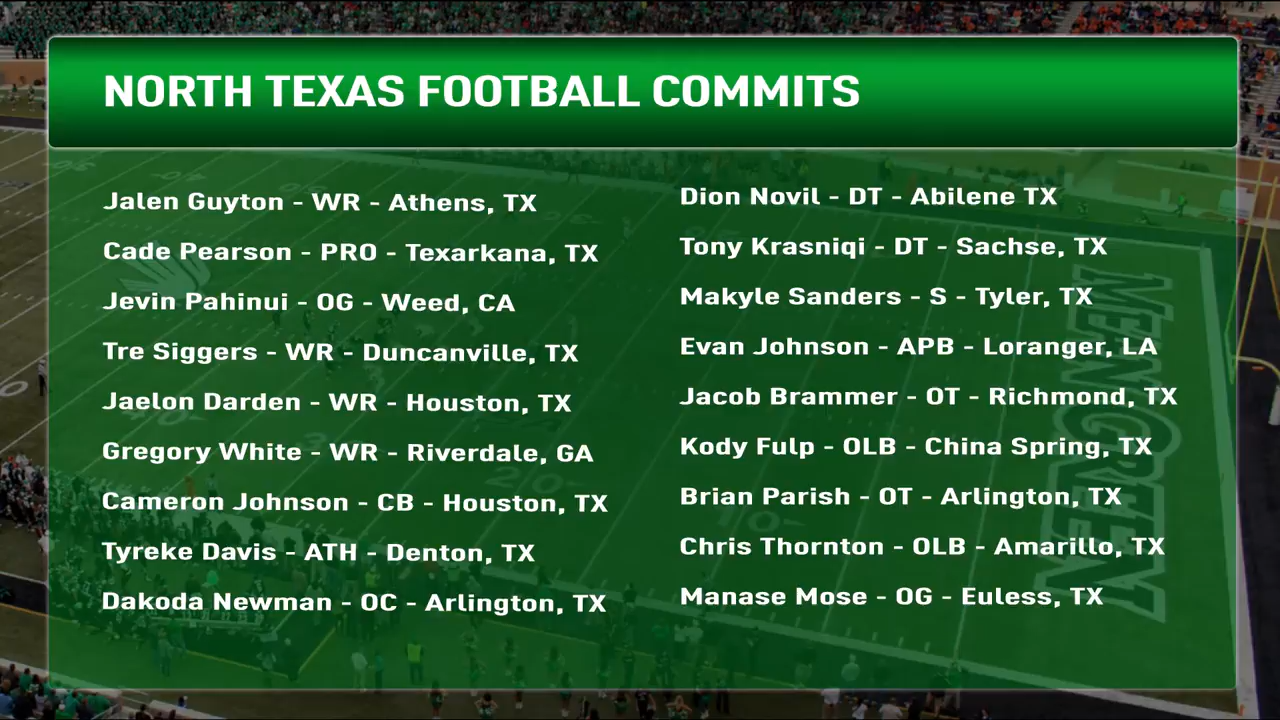 NORTH TEXAS FOOTBALL COMMITS
Jalen Guyton - WR - Athens, TX
Cade Pearson - PRO - Texarkana, TX
Jevin Pahinui - OG - Weed, CA
Tre Siggers - WR - Duncanville, TX
Jaelon Darden - WR - Houston, TX
Gregory White - WR - Riverdale, GA
Cameron Johnson - CB - Houston, TX
Tyreke Davis - ATH - Denton, TX
Dakoda Newman - OC - Arlington, TX
Dion Novil - DT - Abilene TX
Tony Krasniqi - DT - Sachse, TX
Makyle Sanders - S - Tyler, TX
Evan Johnson - APB - Loranger, LA
Jacob Brammer - OT - Richmond, TX
Kody Fulp - OLB - China Spring, TX
Brian Parish - OT - Arlington, TX
Chris Thornton - OLB - Amarillo, TX
Manase Mose - OG - Euless, TX
MEAN GREEN